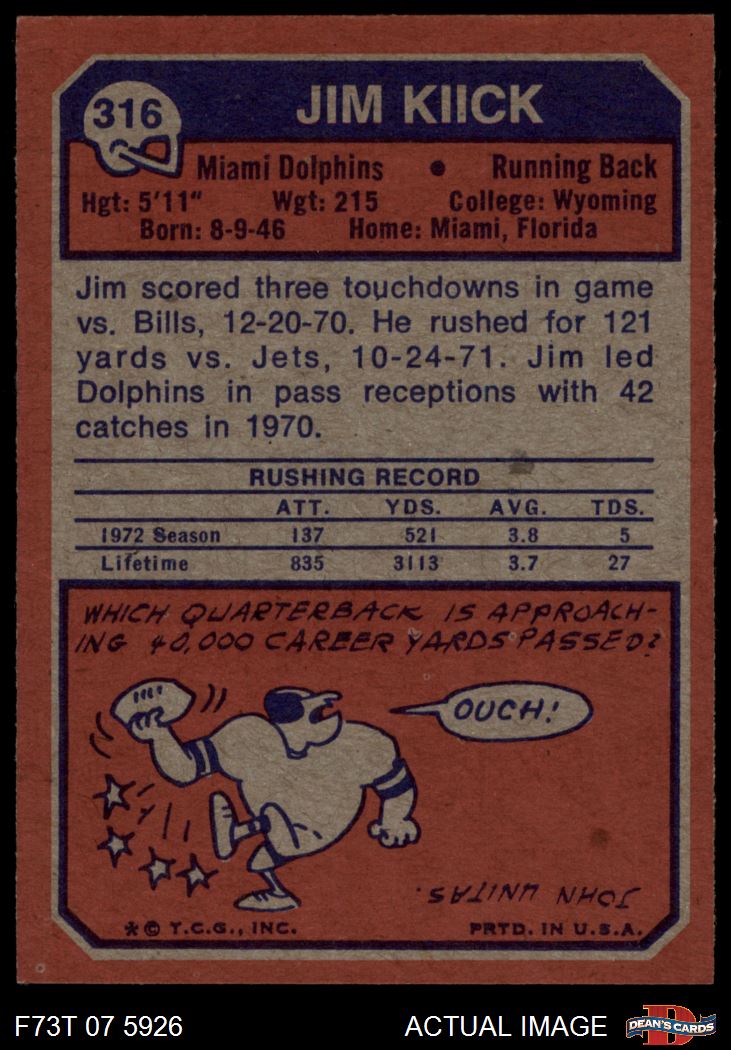 316
JIM KIICK
Miami Dolphins • Running Back
Hgt: 5'11" Wgt: 215 College: Wyoming
Born: 8-9-46 Home: Miami, Florida
Jim scored three touchdowns in game
vs. Bills, 12-20-70. He rushed for 121
yards vs. Jets, 10-24-71. Jim led
Dolphins in pass receptions with 42
catches in 1970.
RUSHING RECORD
ATT. YDS. AVG. TDS.
1972 Season 137 521 3.8 5
Lifetime 835 3113 3.7 27
WHICH QUARTERBACK IS APPROACH-
ING 40,000 CAREER YARDS PASSED?
OUCH!
JOHN UNITAS.
*© T.C.G., INC. PRTD. IN U.S.A.
F73T 07 5926 ACTUAL IMAGE D DEAN'S CARDS